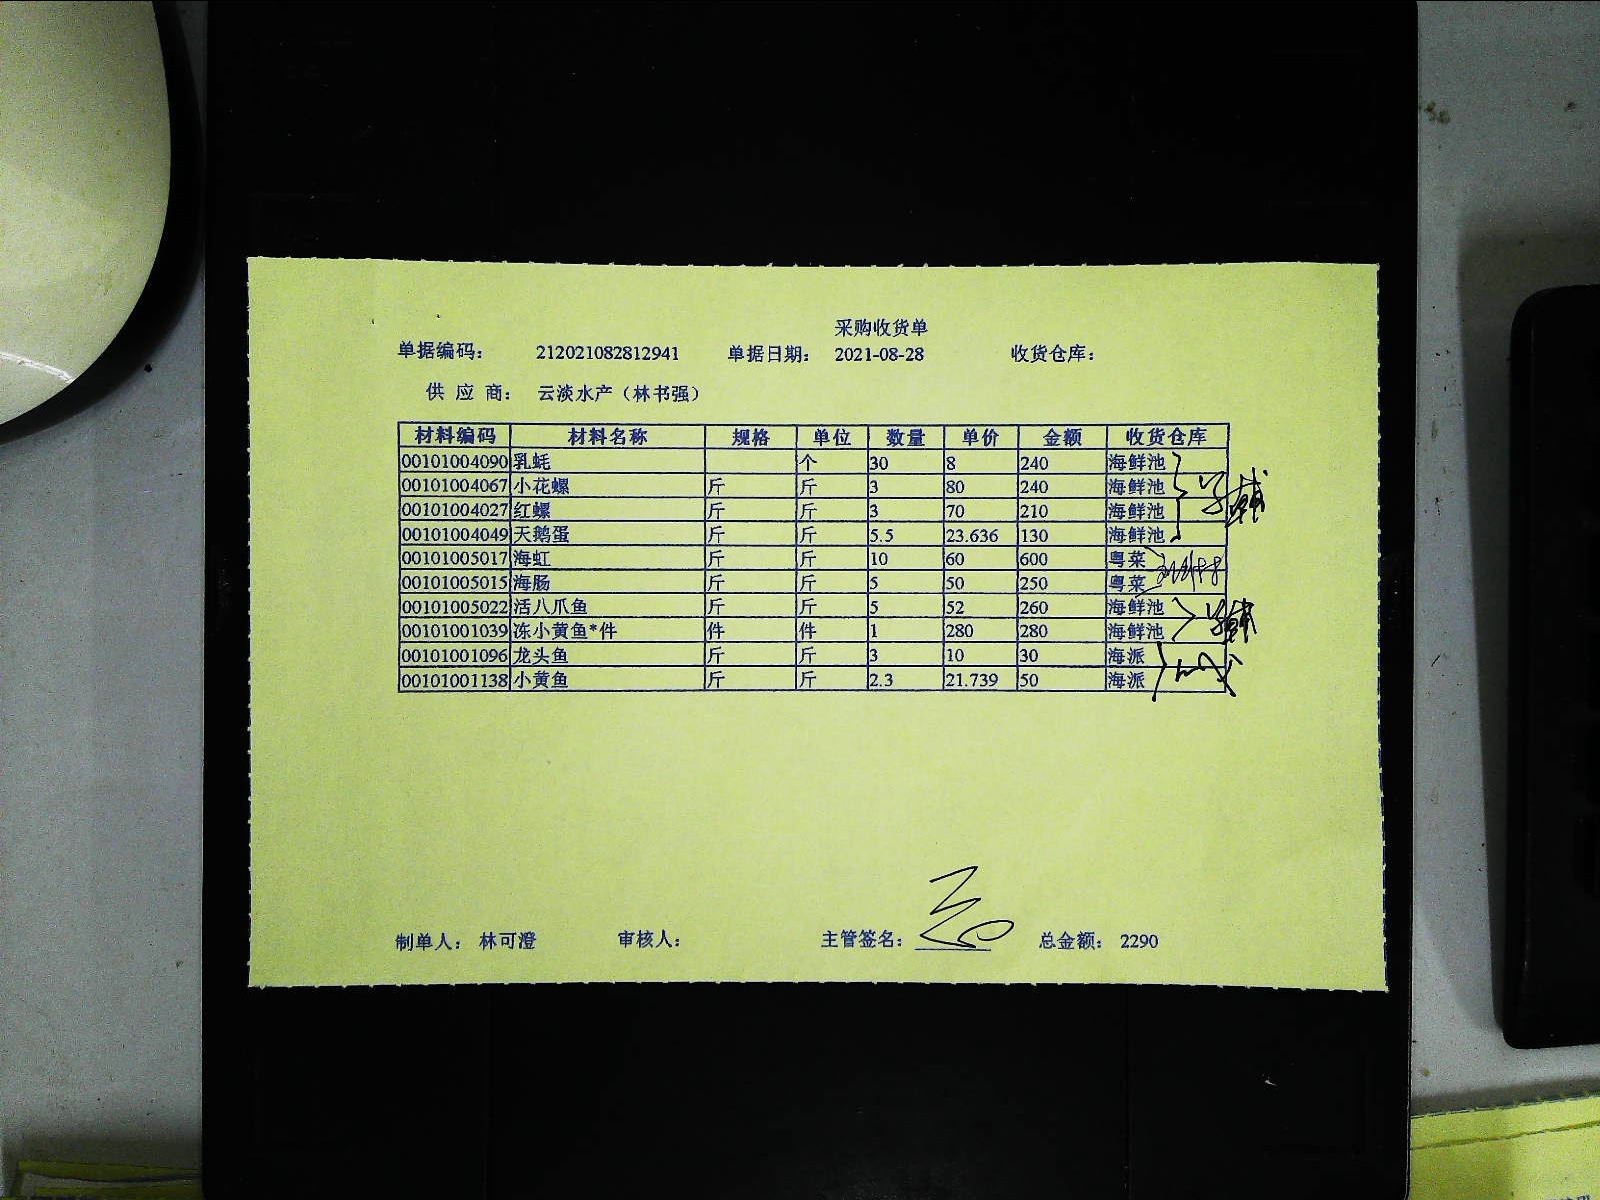 采购收货单
单据编码： 212021082812941 单据日期： 2021-08-28 收货仓库：
供 应 商： 云淡水产（林书强）
材料编码 材料名称 规格 单位 数量 单价 金额 收货仓库
00101004090 乳蚝 个 30 8 240 海鲜池
00101004067 小花螺 斤 斤 3 80 240 海鲜池
00101004027 红螺 斤 斤 3 70 210 海鲜池
00101004049 天鹅蛋 斤 斤 5.5 23.636 130 海鲜池
00101005017 海虹 斤 斤 10 60 600 粤菜
00101005015 海肠 斤 斤 5 50 250 粤菜
00101005022 活八爪鱼 斤 斤 5 52 260 海鲜池
00101001039 冻小黄鱼*件 件 件 1 280 280 海鲜池
00101001096 龙头鱼 斤 斤 3 10 30 海派
00101001138 小黄鱼 斤 斤 2.3 21.739 50 海派
制单人： 林可澄 审核人： 主管签名： 总金额： 2290